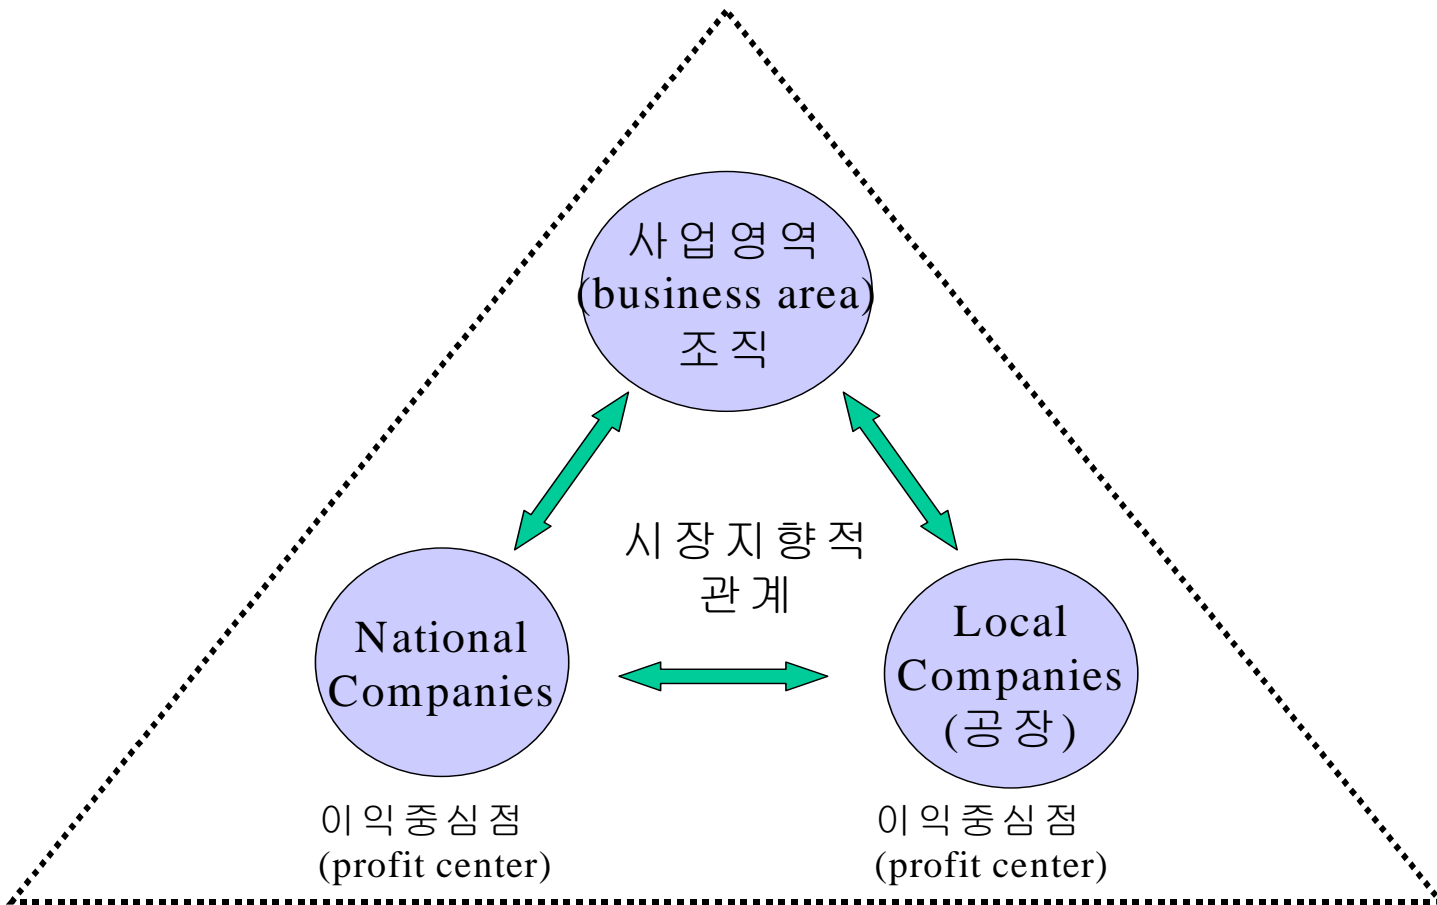 사업영역
(business area)
조직
시장지향적
관계
National
Companies
Local
Companies
(공장)
이익중심점
(profit center)
이익중심점
(profit center)